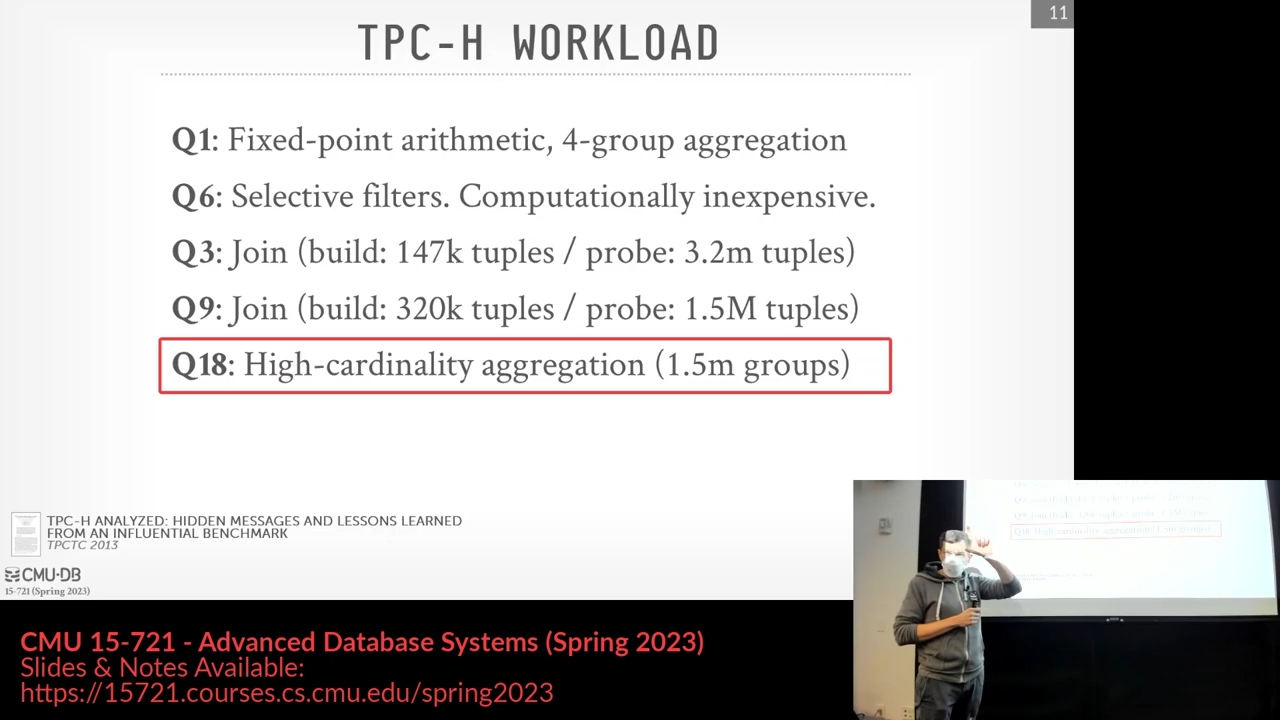 11
TPC-H WORKLOAD
Q1: Fixed-point arithmetic, 4-group aggregation
Q6: Selective filters. Computationally inexpensive.
Q3: Join (build: 147k tuples / probe: 3.2m tuples)
Q9: Join (build: 320k tuples / probe: 1.5M tuples)
Q18: High-cardinality aggregation (1.5m groups)
TPC-H ANALYZED: HIDDEN MESSAGES AND LESSONS LEARNED
FROM AN INFLUENTIAL BENCHMARK
TPCTC 2013
CMU·DB
15-721 (Spring 2023)
CMU 15-721 - Advanced Database Systems (Spring 2023)
Slides & Notes Available:
https://15721.courses.cs.cmu.edu/spring2023